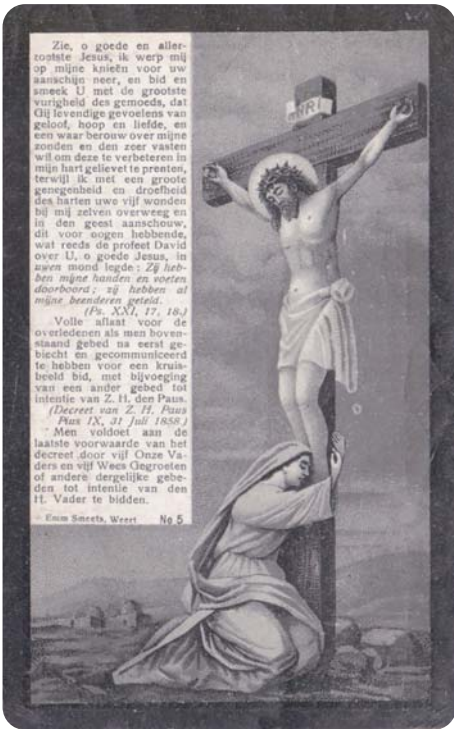 Zie, o goede en aller-
zoetste Jesus, ik werp mij
op mijne knieën voor uw
aanschijn neer, en bid en
smeek U met de grootste
vurigheid des gemoeds, dat
Gij levendige gevoelens van
geloof, hoop en liefde, en
een waar berouw over mijne
zonden en den zeer vasten
wil om deze te verbeteren in
mijn hart gelievet te prenten,
terwijl ik met een groote
genegenheid en droefheid
des harten uwe vijf wonden
bij mij zelven overweeg en
in den geest aanschouw,
dit voor oogen hebbende,
wat reeds de profeet David
over U, o goede Jesus, in
uwen mond legde: Zij heb-
ben mijne handen en voeten
doorboord; zij hebben al
mijne beenderen geteld.
(Ps. XXI, 17, 18.)
Volle aflaat voor de
overledenen als men boven-
staand gebed na eerst ge-
biecht en gecommuniceerd
te hebben voor een kruis-
beeld bid, met bijvoeging
van een ander gebed tot
intentie van Z. H. den Paus.
(Decreet van Z. H. Paus
Pius IX, 31 Juli 1858.)
Men voldoet aan de
laatste voorwaarde van het
decreet door vijf Onze Va-
ders en vijf Wees Gegroeten
of andere dergelijke gebe-
den tot intentie van den
H. Vader te bidden.
Emm Smeets, Weert No 5
INRI